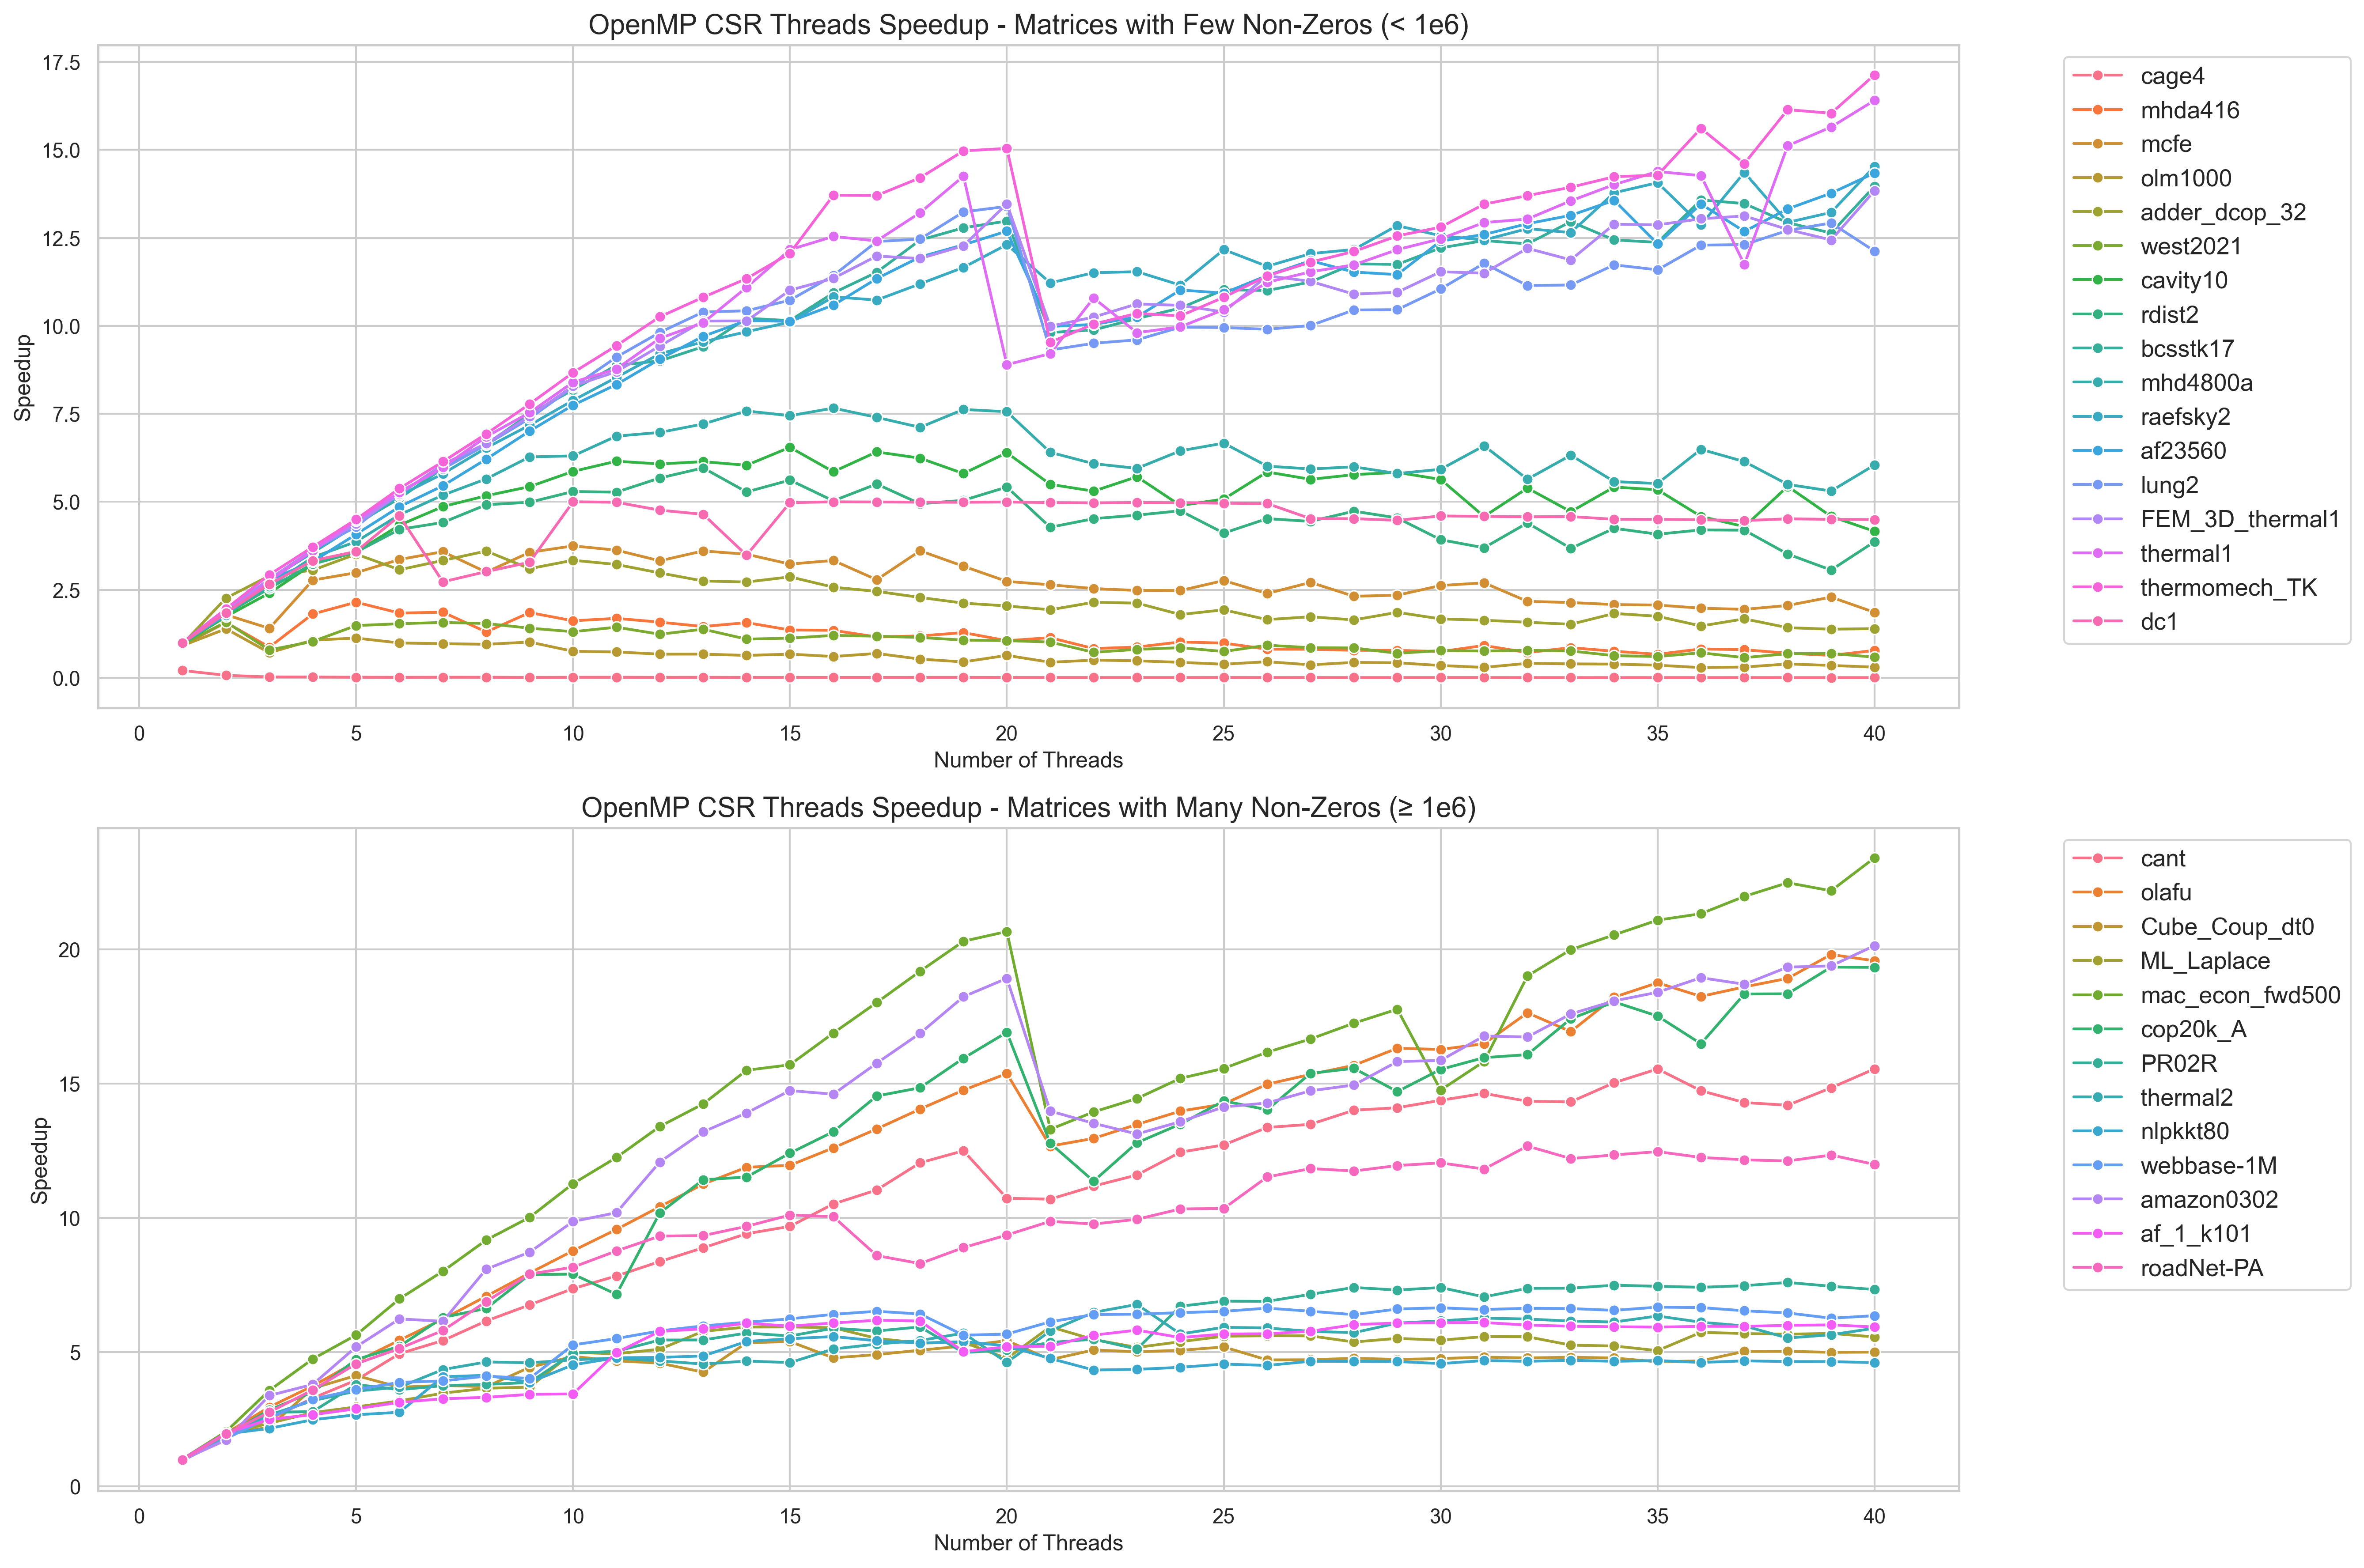 OpenMP CSR Threads Speedup - Matrices with Few Non-Zeros (< 1e6)
17.5
15.0
12.5
10.0
7.5
5.0
2.5
0.0
Speedup
0 5 10 15 20 25 30 35 40
Number of Threads
cage4
mhda416
mcfe
olm1000
adder_dcop_32
west2021
cavity10
rdist2
bcsstk17
mhd4800a
raefsky2
af23560
lung2
FEM_3D_thermal1
thermal1
thermomech_TK
dc1
OpenMP CSR Threads Speedup - Matrices with Many Non-Zeros (≥ 1e6)
20
15
10
5
0
Speedup
0 5 10 15 20 25 30 35 40
Number of Threads
cant
olafu
Cube_Coup_dt0
ML_Laplace
mac_econ_fwd500
cop20k_A
PR02R
thermal2
nlpkkt80
webbase-1M
amazon0302
af_1_k101
roadNet-PA